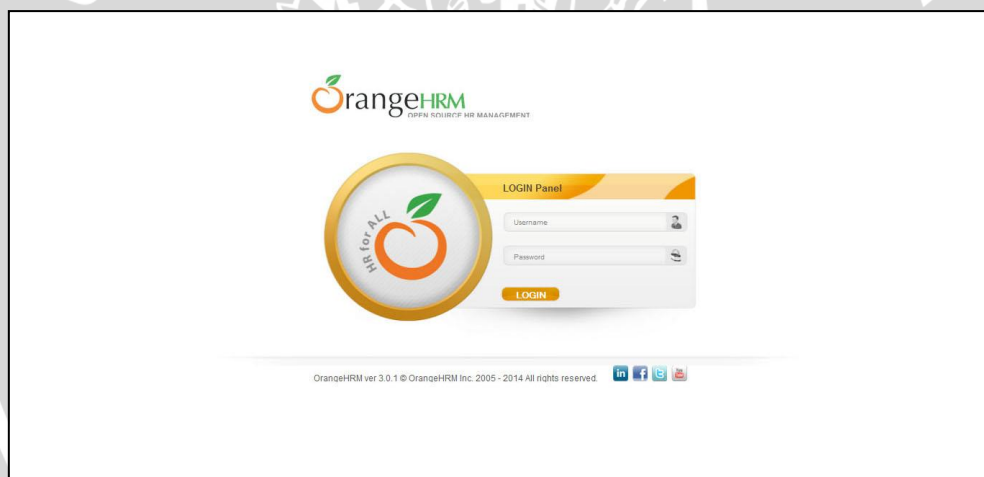 OrangeHRM
OPEN SOURCE HR MANAGEMENT
HR for ALL
LOGIN Panel
Username
Password
LOGIN
OrangeHRM ver 3.0.1 © OrangeHRM Inc. 2005 - 2014 All rights reserved.
in f t You